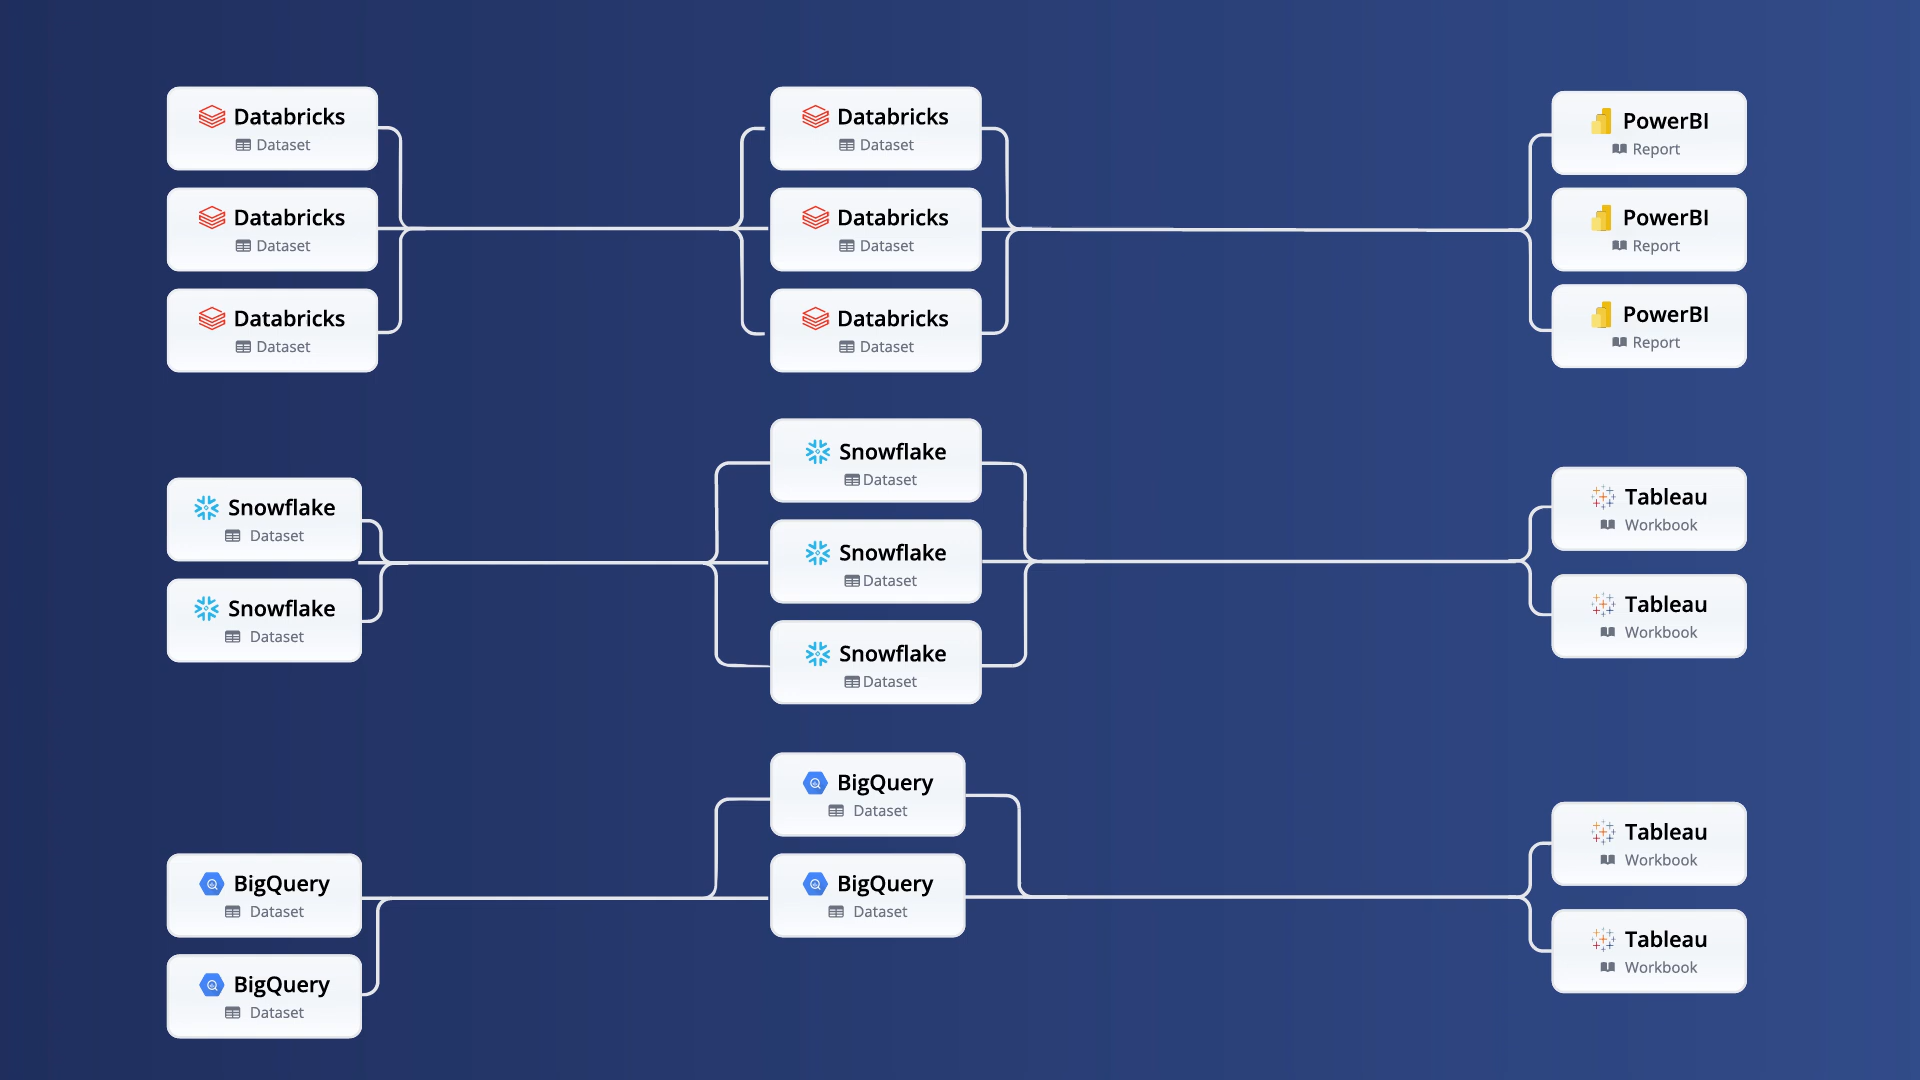 Databricks
Dataset
Databricks
Dataset
Databricks
Dataset
Databricks
Dataset
Databricks
Dataset
Databricks
Dataset
PowerBI
Report
PowerBI
Report
PowerBI
Report
Snowflake
Dataset
Snowflake
Dataset
Snowflake
Dataset
Snowflake
Dataset
Snowflake
Dataset
Tableau
Workbook
Tableau
Workbook
BigQuery
Dataset
BigQuery
Dataset
BigQuery
Dataset
BigQuery
Dataset
Tableau
Workbook
Tableau
Workbook